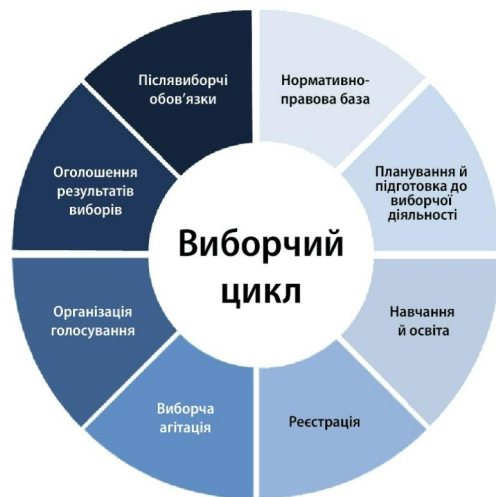 Виборчий
цикл
Нормативно-
правова база
Планування й
підготовка до
виборчої
діяльності
Навчання
й освіта
Реєстрація
Виборча
агітація
Організація
голосування
Оголошення
результатів
виборів
Післявиборчі
обов’язки